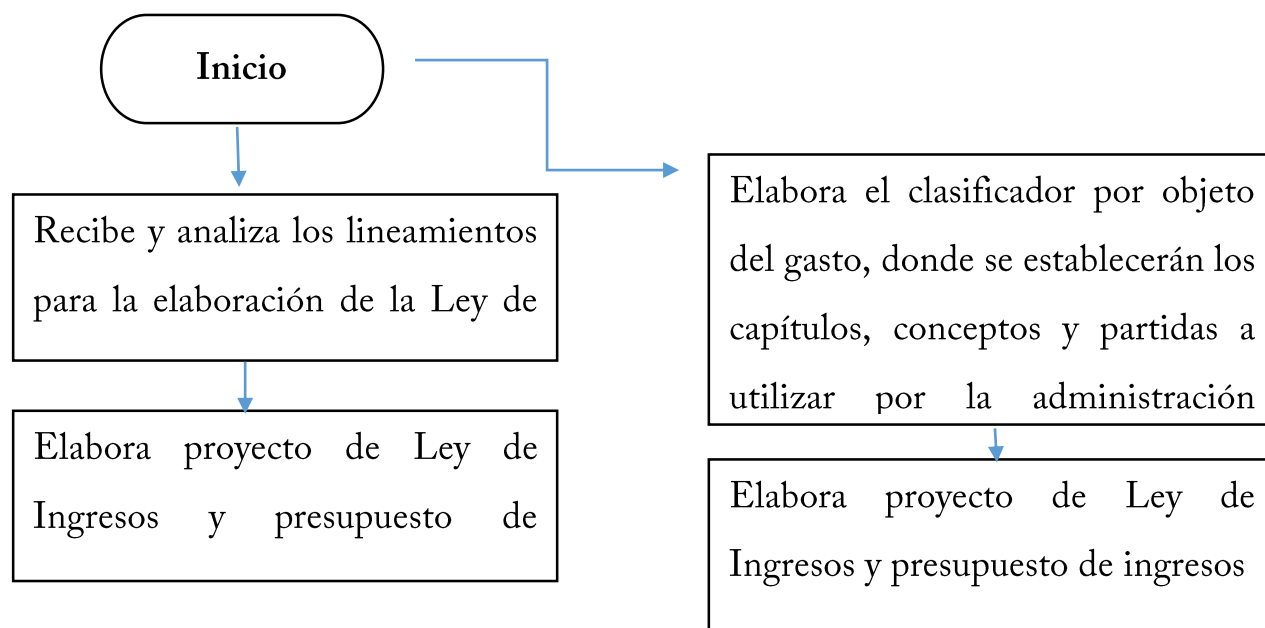 Inicio
Recibe y analiza los lineamientos
para la elaboración de la Ley de
Elabora proyecto de Ley de
Ingresos y presupuesto de
Elabora el clasificador por objeto
del gasto, donde se establecerán los
capítulos, conceptos y partidas a
utilizar por la administración
Elabora proyecto de Ley de
Ingresos y presupuesto de ingresos